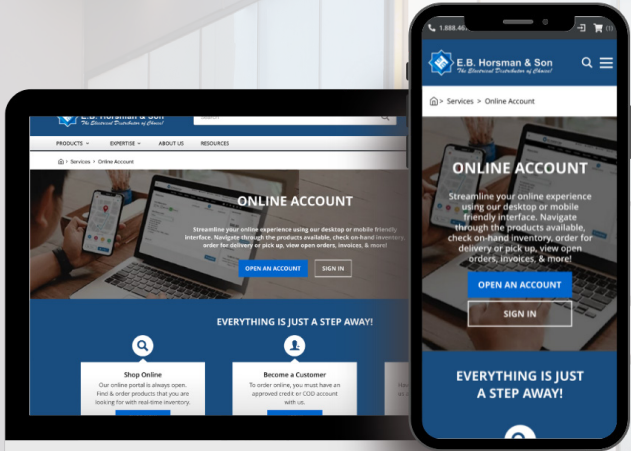 E.B. Horsman & Son
The Electrical Distributor of Choice!
Search
PRODUCTS EXPERTISE ABOUT US RESOURCES
> Services > Online Account
ONLINE ACCOUNT
Streamline your online experience using our desktop or mobile friendly
interface. Navigate through the products available, check on-hand inventory,
order for delivery or pick up, view open orders, invoices, & more!
OPEN AN ACCOUNT SIGN IN
EVERYTHING IS JUST A STEP AWAY!
Shop Online
Our online portal is always open.
Find & order products that you are
looking for with real-time inventory.
Become a Customer
To order online, you must have an
approved credit or COD account
with us.
1.888.46
(1)
E.B. Horsman & Son
The Electrical Distributor of Choice!
> Services > Online Account
ONLINE ACCOUNT
Streamline your online experience
using our desktop or mobile
friendly interface. Navigate
through the products available,
check on-hand inventory, order for
delivery or pick up, view open
orders, invoices, & more!
OPEN AN ACCOUNT
SIGN IN
EVERYTHING IS JUST
A STEP AWAY!